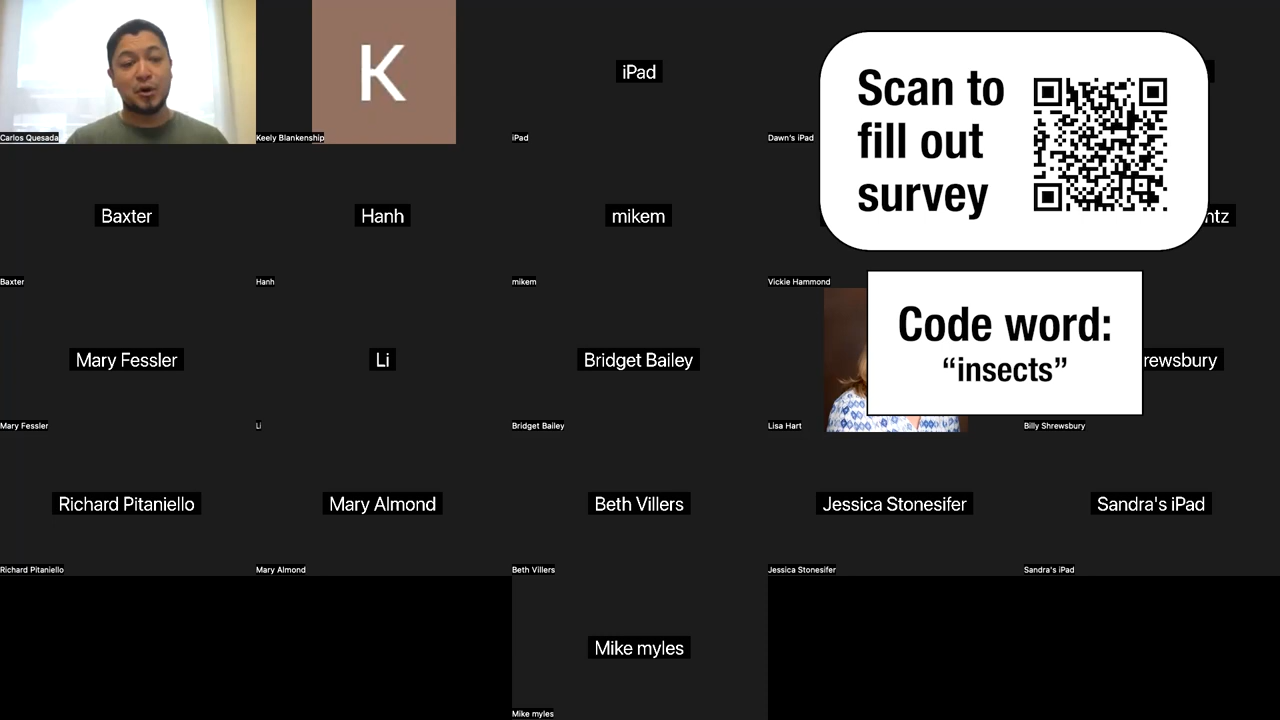 K
iPad
Scan to
fill out
survey
Carlos Quesada
Keely Blankenship
iPad
Dawn's iPad
Baxter
Hanh
mikem
ntz
Baxter
Hanh
mikem
Vickie Hammond
Code word:
“insects”
Mary Fessler
Li
Bridget Bailey
rewsbury
Mary Fessler
Li
Bridget Bailey
Lisa Hart
Billy Shrewsbury
Richard Pitaniello
Mary Almond
Beth Villers
Jessica Stonesifer
Sandra's iPad
Richard Pitaniello
Mary Almond
Beth Villers
Jessica Stonesifer
Sandra's iPad
Mike myles
Mike myles